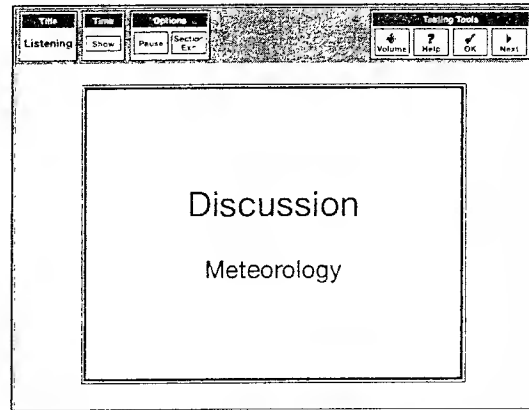 Title
Time
Options
Testing Tools
Listening
Show
Pause
Section
Volume
Help
OK
Next
Discussion
Meteorology